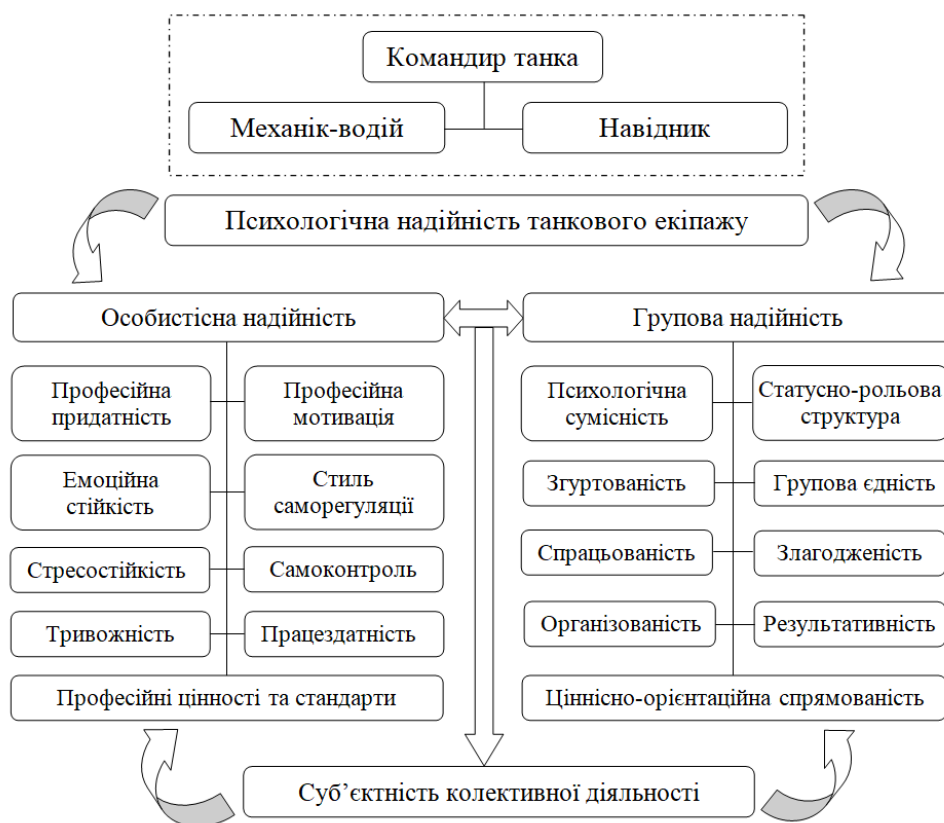 Командир танка
Механік-водій
Навідник
Психологічна надійність танкового екіпажу
Особистісна надійність
Групова надійність
Професійна
придатність
Професійна
мотивація
Психологічна
сумісність
Статусно-рольова
структура
Емоційна
стійкість
Стиль
саморегуляції
Згуртованість
Групова єдність
Стресостійкість
Самоконтроль
Спрацьованість
Злагодженість
Тривожність
Працездатність
Організованість
Результативність
Професійні цінності та стандарти
Ціннісно-орієнтаційна спрямованість
Суб’єктність колективної діяльності